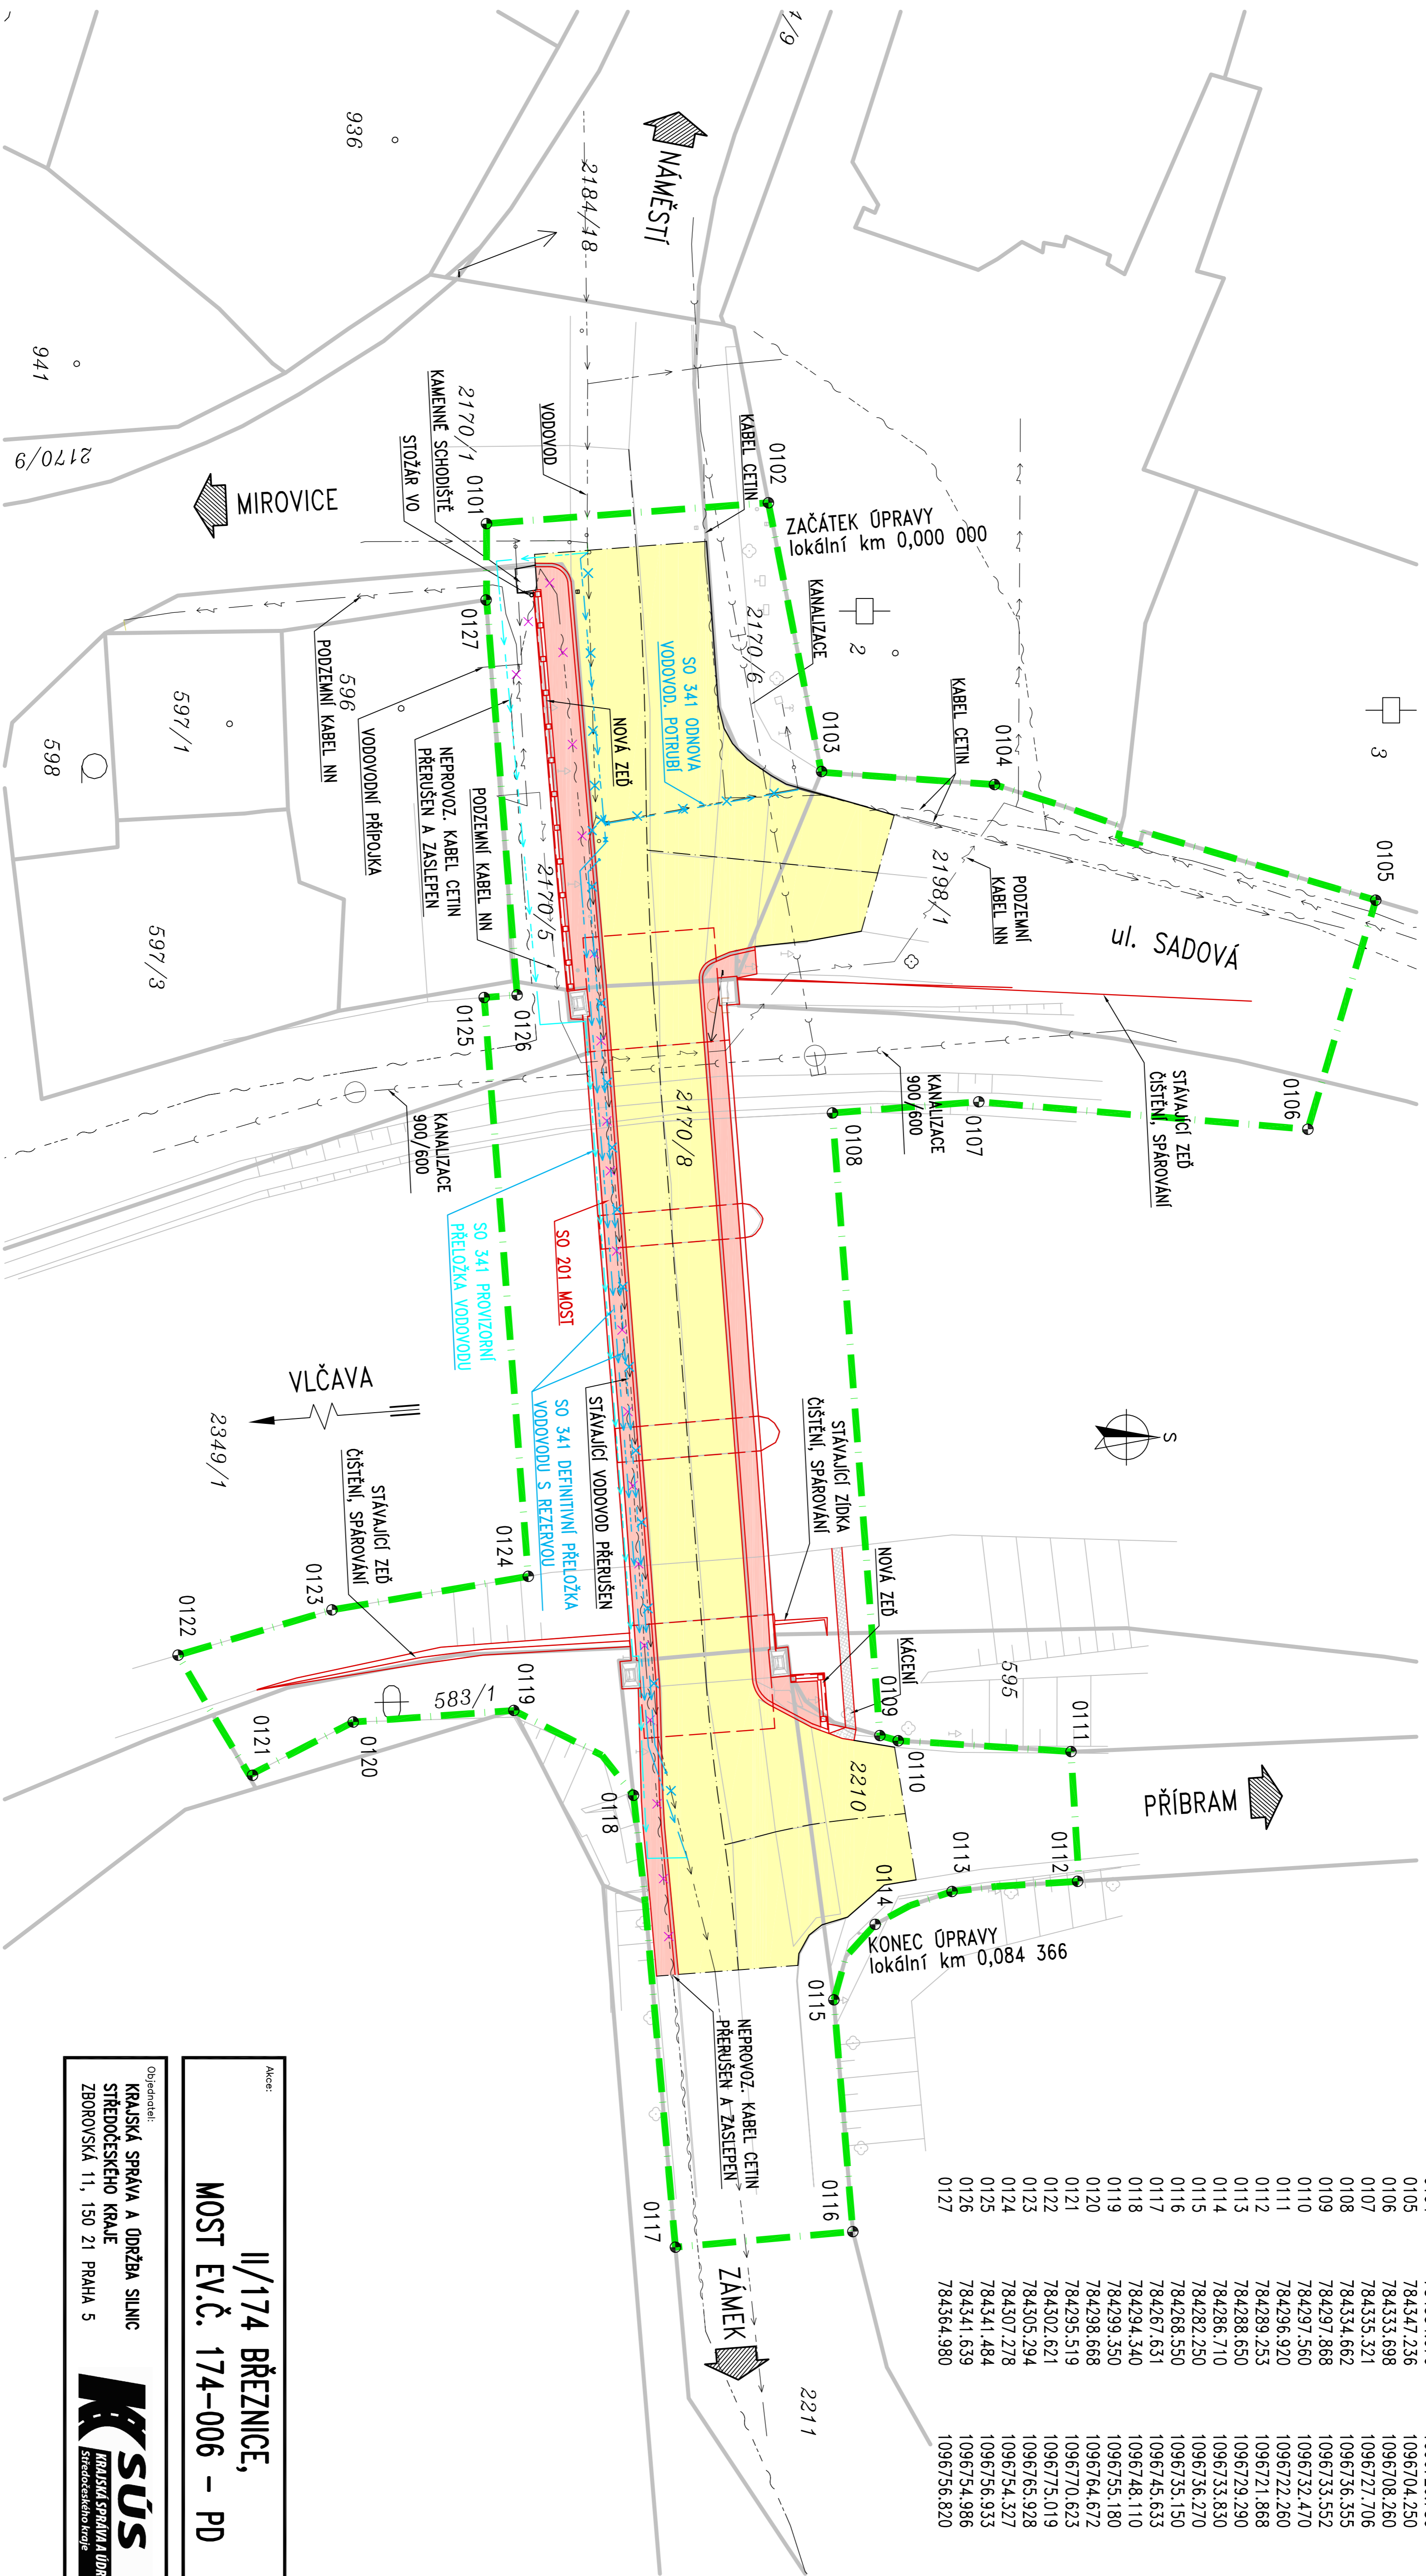 NÁMĚSTÍ
7/9
936
2184/18
941
2170/9
2170/1
KAMENNÉ SCHODIŠTĚ
STOŽÁR VO
VODOVOD
KABEL CETIN
0101
0102
ZAČÁTEK ÚPRAVY
lokální km 0,000 000
MIROVICE
0127
KANALIZACE
2170/6
2
3
SO 341 ODNOVA
VODOVOD. POTRUBÍ
NOVÁ ZEĎ
596
PODZEMNÍ KABEL NN
597/1
598
VODOVODNÍ PŘÍPOJKA
NEPROVOZ. KABEL CETIN
PŘERUŠEN A ZASLEPEN
PODZEMNÍ KABEL NN
2170/5
597/3
0103
0104
KABEL CETIN
0105
PODZEMNÍ
KABEL NN
2198/1
ul. SADOVÁ
0125
0126
0106
0107
0108
STÁVAJÍCÍ ZEĎ
ČIŠTĚNÍ, SPÁROVÁNÍ
KANALIZACE
900/600
KANALIZACE
900/600
2170/8
SO 341 PROVIZORNÍ
PŘELOŽKA VODOVODU
SO 201 MOST
VLČAVA
2349/1
SO 341 DEFINITIVNÍ PŘELOŽKA
VODOVODU S REZERVOU
STÁVAJÍCÍ VODOVOD PŘERUŠEN
STÁVAJÍCÍ ZEĎ
ČIŠTĚNÍ, SPÁROVÁNÍ
S
STÁVAJÍCÍ ZÍDKA
ČIŠTĚNÍ, SPÁROVÁNÍ
NOVÁ ZEĎ
KÁCENÍ
595
0124
0123
0122
0119
583/1
0120
0121
0118
0109
0110
0111
2210
PŘÍBRAM
0112
0113
0114
KONEC ÚPRAVY
lokální km 0,084 366
0115
NEPROVOZ. KABEL CETIN
PŘERUŠEN A ZASLEPEN
0116
0117
ZÁMEK
2211
0105 784347.236 1096704.250
0106 784333.698 1096708.260
0107 784335.321 1096727.706
0108 784334.662 1096736.355
0109 784297.868 1096733.552
0110 784297.560 1096732.470
0111 784296.920 1096722.260
0112 784289.253 1096721.868
0113 784288.650 1096729.290
0114 784286.710 1096733.830
0115 784282.250 1096736.270
0116 784268.550 1096735.150
0117 784267.631 1096745.633
0118 784294.340 1096748.110
0119 784299.350 1096755.180
0120 784298.668 1096764.672
0121 784295.519 1096770.623
0122 784302.621 1096775.019
0123 784305.294 1096765.928
0124 784307.278 1096754.327
0125 784341.484 1096756.933
0126 784341.639 1096754.986
0127 784364.980 1096756.820
Akce:
II/174 BŘEZNICE,
MOST EV.Č. 174-006 - PD
Objednatel:
KRAJSKÁ SPRÁVA A ÚDRŽBA SILNIC
STŘEDOČESKÉHO KRAJE
ZBOROVSKÁ 11, 150 21 PRAHA 5
KSÚS
KRAJSKÁ SPRÁVA A ÚDR
Středočeského kraje